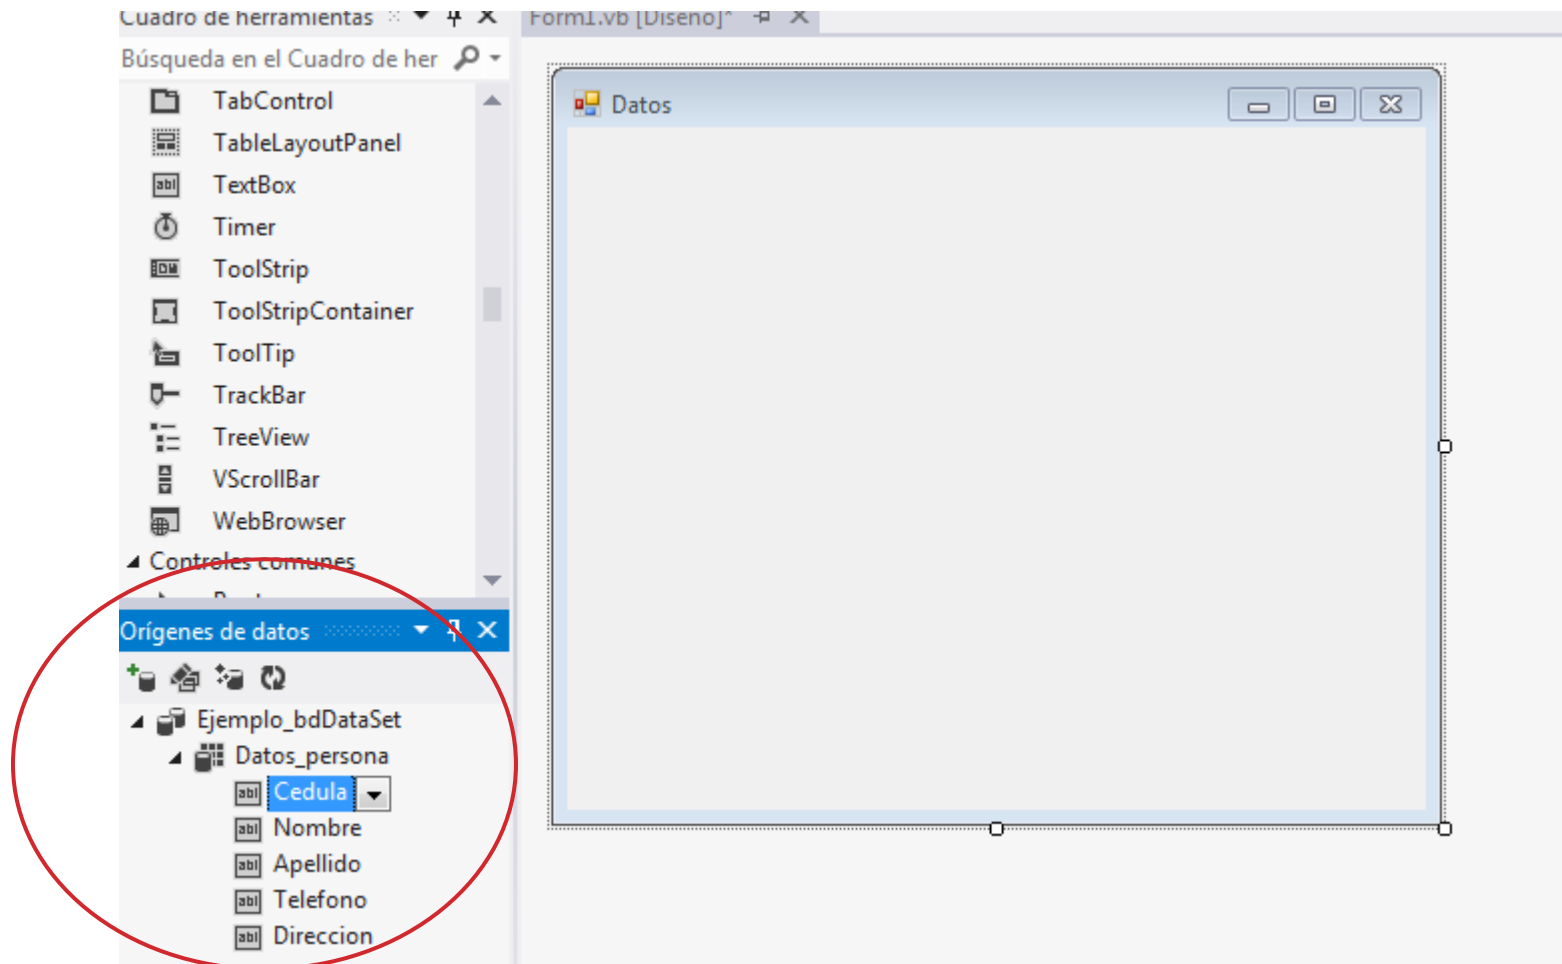 Cuadro de herramientas
Búsqueda en el Cuadro de her
TabControl
TableLayoutPanel
TextBox
Timer
ToolStrip
ToolStripContainer
ToolTip
TrackBar
TreeView
VScrollBar
WebBrowser
Controles comunes
Orígenes de datos
Ejemplo_bdDataSet
Datos_persona
Cedula
Nombre
Apellido
Telefono
Direccion
Form1.vb [Diseño]*
Datos